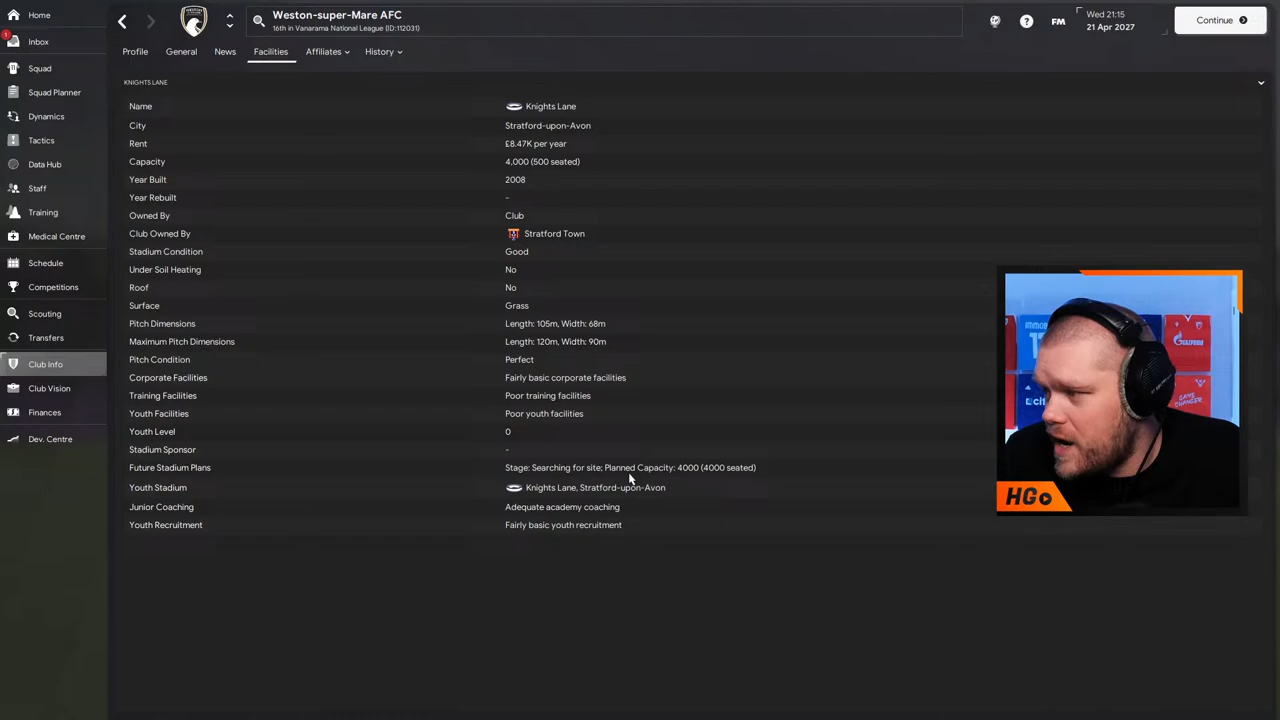 Home
Inbox
1
Squad
Squad Planner
Dynamics
Tactics
Data Hub
Staff
Training
Medical Centre
Schedule
Competitions
Scouting
Transfers
Club Info
Club Vision
Finances
Dev. Centre
Weston-super-Mare AFC
16th in Vanarama National League (ID:112031)
FM
Wed 21:15
21 Apr 2027
Continue
Profile General News Facilities Affiliates History
KNIGHTS LANE
Name Knights Lane
City Stratford-upon-Avon
Rent £8.47K per year
Capacity 4,000 (500 seated)
Year Built 2008
Year Rebuilt -
Owned By Club
Club Owned By Stratford Town
Stadium Condition Good
Under Soil Heating No
Roof No
Surface Grass
Pitch Dimensions Length: 105m, Width: 68m
Maximum Pitch Dimensions Length: 120m, Width: 90m
Pitch Condition Perfect
Corporate Facilities Fairly basic corporate facilities
Training Facilities Poor training facilities
Youth Facilities Poor youth facilities
Youth Level 0
Stadium Sponsor -
Future Stadium Plans Stage: Searching for site; Planned Capacity: 4000 (4000 seated)
Youth Stadium Knights Lane, Stratford-upon-Avon
Junior Coaching Adequate academy coaching
Youth Recruitment Fairly basic youth recruitment
GAZPROM
GAME
CHANGER
HGo